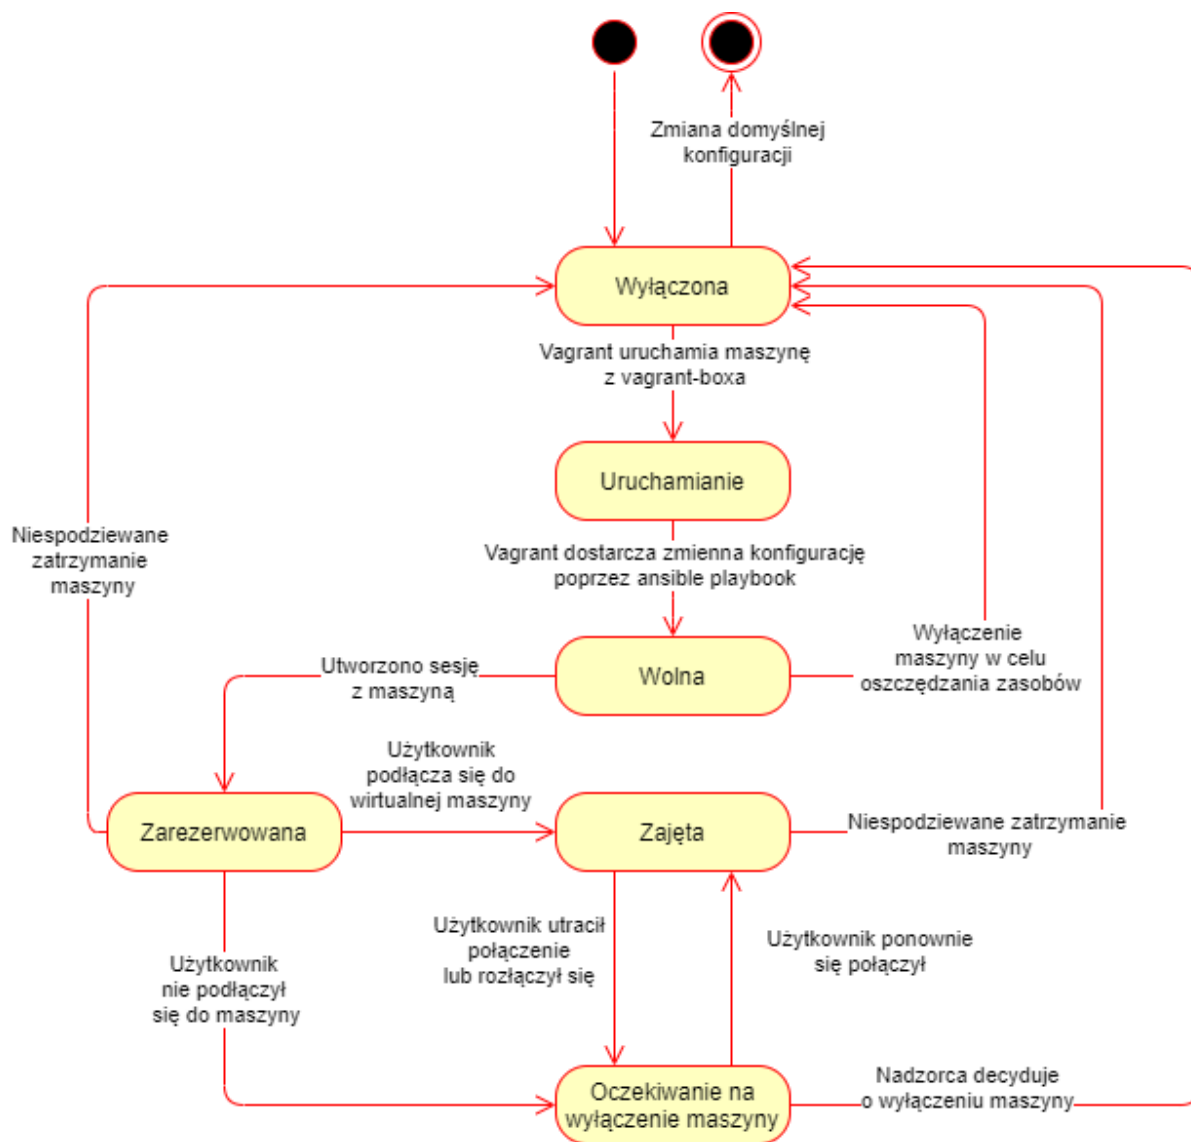 Zmiana domyślnej
konfiguracji
Wyłączona
Vagrant uruchamia maszynę
z vagrant-boxa
Uruchamianie
Niespodziewane
zatrzymanie
maszyny
Vagrant dostarcza zmienna konfigurację
poprzez ansible playbook
Wyłączenie
maszyny w celu
oszczędzania zasobów
Utworzono sesję
z maszyną
Wolna
Użytkownik
podłącza się do
wirtualnej maszyny
Zarezerwowana
Zajęta
Niespodziewane zatrzymanie
maszyny
Użytkownik utracił
połączenie
lub rozłączył się
Użytkownik ponownie
się połączył
Użytkownik
nie podłączył
się do maszyny
Oczekiwanie na
wyłączenie maszyny
Nadzorca decyduje
o wyłączeniu maszyny